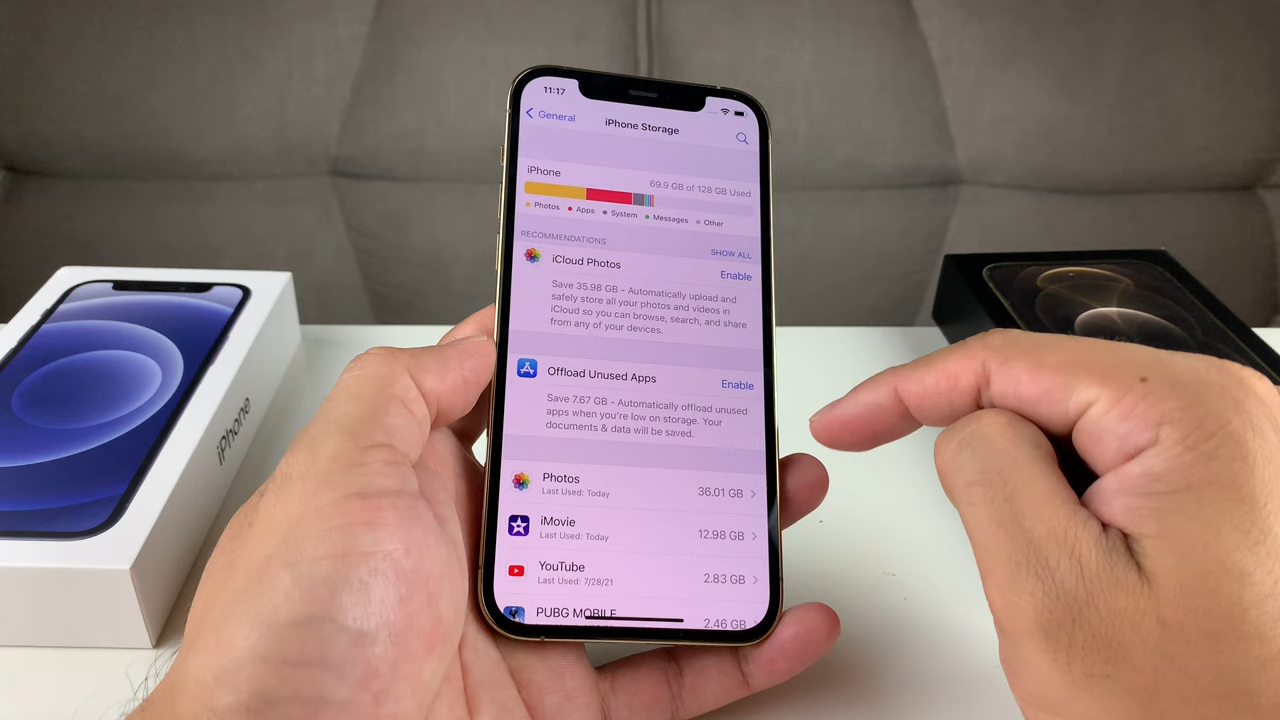 11:17
General
iPhone Storage
iPhone
69.9 GB of 128 GB Used
Photos
Apps
System
Messages
Other
RECOMMENDATIONS
SHOW ALL
iCloud Photos
Enable
Save 35.98 GB - Automatically upload and
safely store all your photos and videos in
iCloud so you can browse, search, and share
from any of your devices.
Offload Unused Apps
Enable
Save 7.67 GB - Automatically offload unused
apps when you're low on storage. Your
documents & data will be saved.
Photos
36.01 GB
Last Used: Today
iMovie
12.98 GB
Last Used: Today
YouTube
2.83 GB
Last Used: 7/28/21
PUBG MOBILE
2.46 GB
iPhone